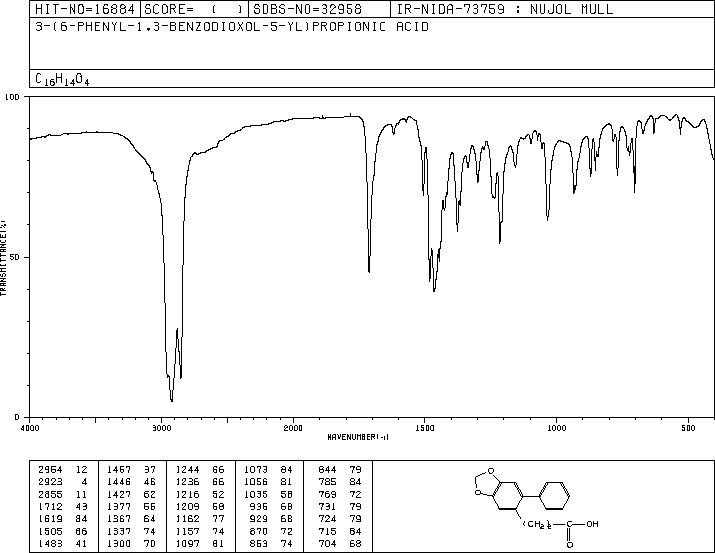 HIT-NO=16884 SCORE= ( ) SDBS-NO=32958 IR-NIDA-73759 : NUJOL MULL
3-(6-PHENYL-1,3-BENZODIOXOL-5-YL)PROPIONIC ACID
C16H14O4
100
50
0
TRANSMITTANCE(%)
4000 3000 2000 1500 1000 500
WAVENUMBER(-1)
2964 12 1467 37 1244 66 1073 84 844 79
2923 4 1446 46 1236 66 1056 81 785 84
2855 11 1427 62 1216 52 1035 58 769 72
1712 43 1377 66 1209 60 936 68 731 79
1619 84 1367 64 1162 77 929 68 724 79
1505 66 1337 74 1157 74 870 72 715 64
1483 41 1300 70 1097 81 863 74 704 68
O
O
(CH2)2 C OH
O